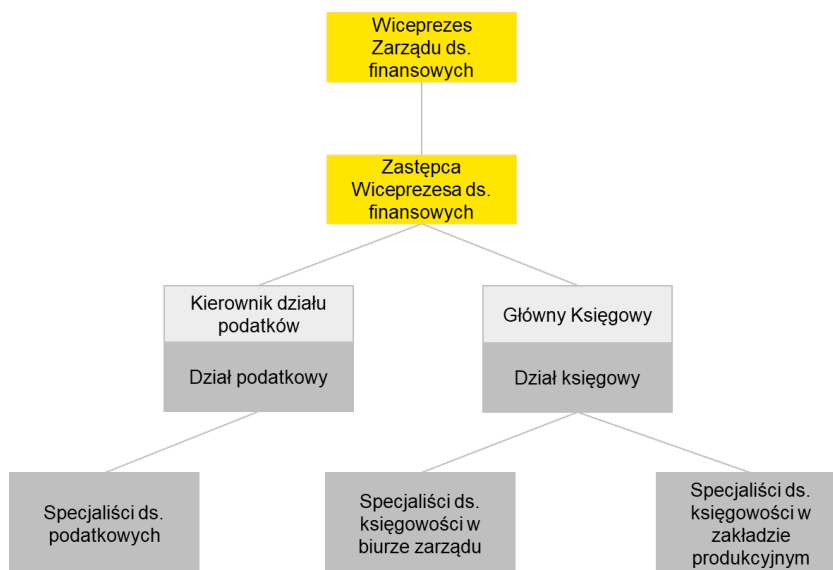 Wiceprezes
Zarządu ds.
finansowych
Zastępca
Wiceprezesa ds.
finansowych
Kierownik działu
podatków
Dział podatkowy
Główny Księgowy
Dział księgowy
Specjaliści ds.
podatkowych
Specjaliści ds.
księgowości w
biurze zarządu
Specjaliści ds.
księgowości w
zakładzie
produkcyjnym